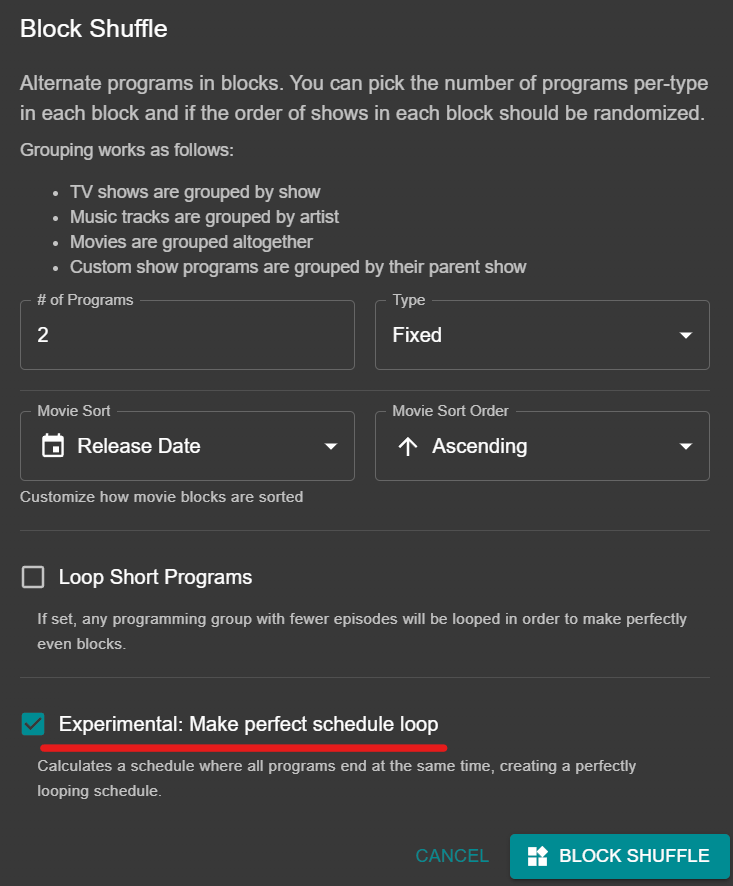 Block Shuffle
Alternate programs in blocks. You can pick the number of programs per-type
in each block and if the order of shows in each block should be randomized.
Grouping works as follows:
TV shows are grouped by show
Music tracks are grouped by artist
Movies are grouped altogether
Custom show programs are grouped by their parent show
# of Programs
2
Type
Fixed
Movie Sort
Release Date
Movie Sort Order
Ascending
Customize how movie blocks are sorted
Loop Short Programs
If set, any programming group with fewer episodes will be looped in order to make perfectly
even blocks.
Experimental: Make perfect schedule loop
Calculates a schedule where all programs end at the same time, creating a perfectly
looping schedule.
CANCEL
BLOCK SHUFFLE